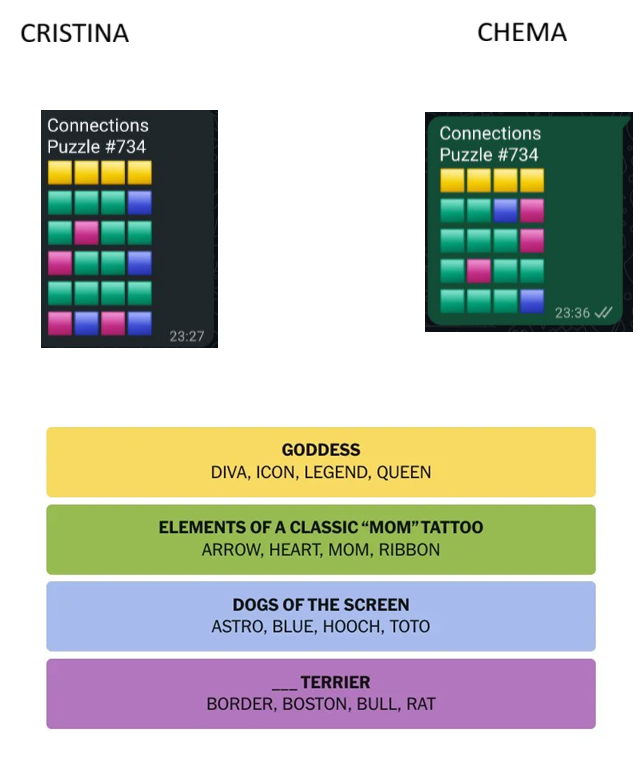 CRISTINA
CHEMA
Connections
Puzzle #734
23:27
Connections
Puzzle #734
23:36
GODDESS
DIVA, ICON, LEGEND, QUEEN
ELEMENTS OF A CLASSIC “MOM” TATTOO
ARROW, HEART, MOM, RIBBON
DOGS OF THE SCREEN
ASTRO, BLUE, HOOCH, TOTO
___ TERRIER
BORDER, BOSTON, BULL, RAT